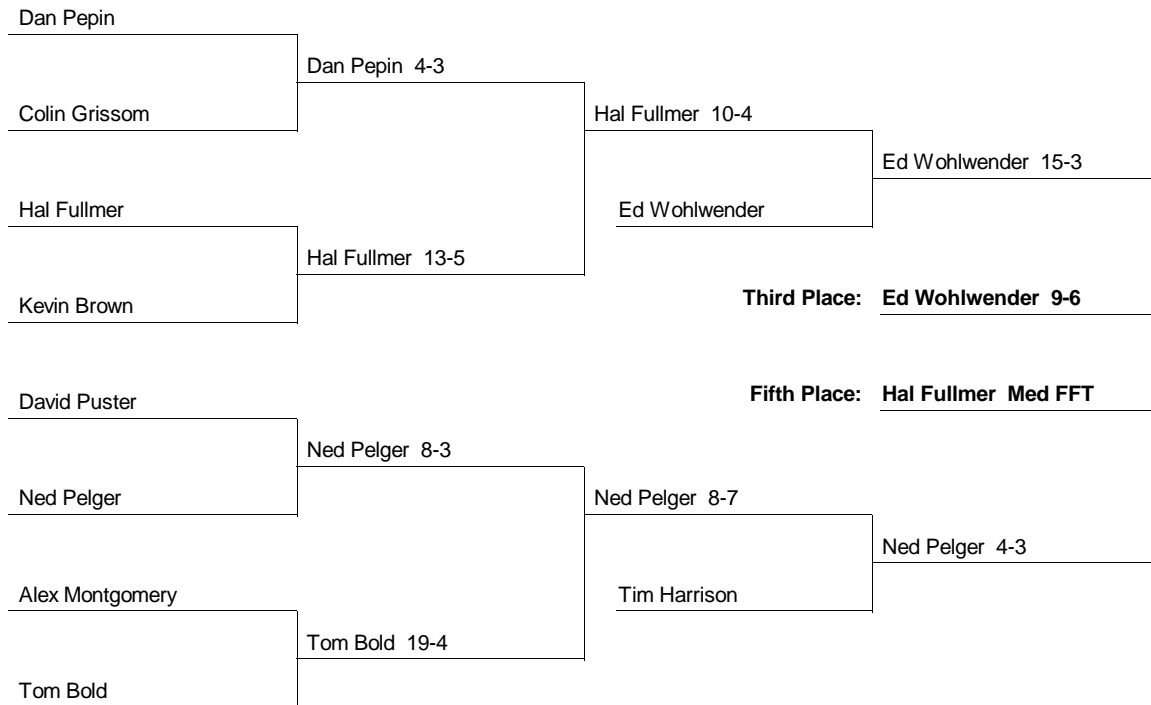 Dan Pepin
Dan Pepin 4-3
Colin Grissom
Hal Fullmer 10-4
Ed Wohlwender 15-3
Hal Fullmer
Ed Wohlwender
Hal Fullmer 13-5
Kevin Brown
Third Place: Ed Wohlwender 9-6
David Puster
Fifth Place: Hal Fullmer Med FFT
Ned Pelger 8-3
Ned Pelger
Ned Pelger 8-7
Ned Pelger 4-3
Alex Montgomery
Tim Harrison
Tom Bold 19-4
Tom Bold